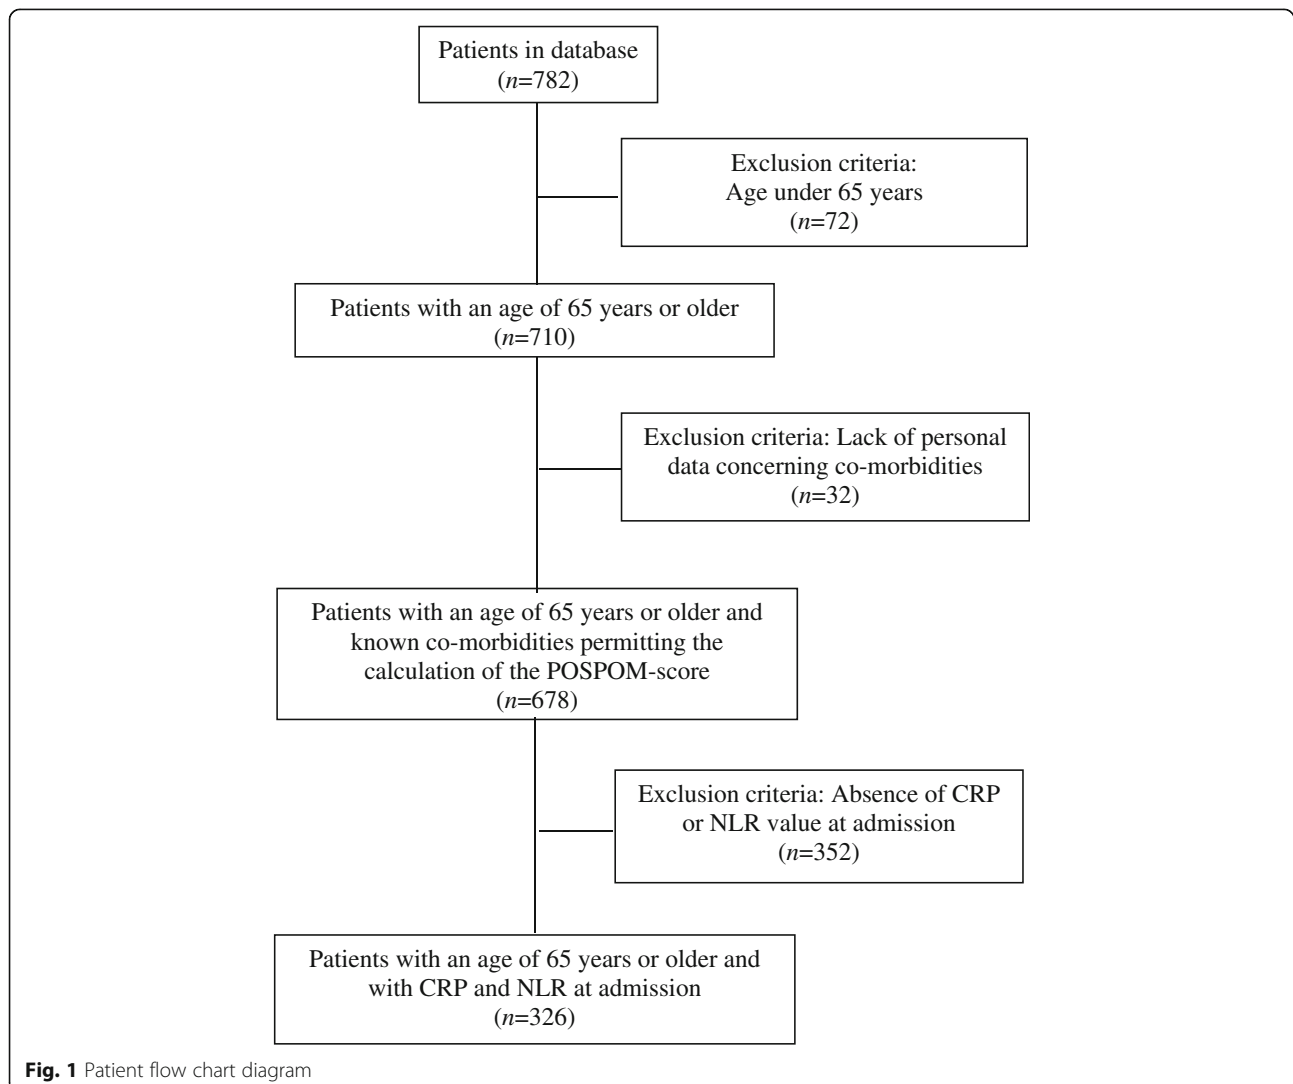 Patients in database
(n=782)
Exclusion criteria:
Age under 65 years
(n=72)
Patients with an age of 65 years or older
(n=710)
Exclusion criteria: Lack of personal
data concerning co-morbidities
(n=32)
Patients with an age of 65 years or older and
known co-morbidities permitting the
calculation of the POSPOM-score
(n=678)
Exclusion criteria: Absence of CRP
or NLR value at admission
(n=352)
Patients with an age of 65 years or older and
with CRP and NLR at admission
(n=326)
Fig. 1 Patient flow chart diagram